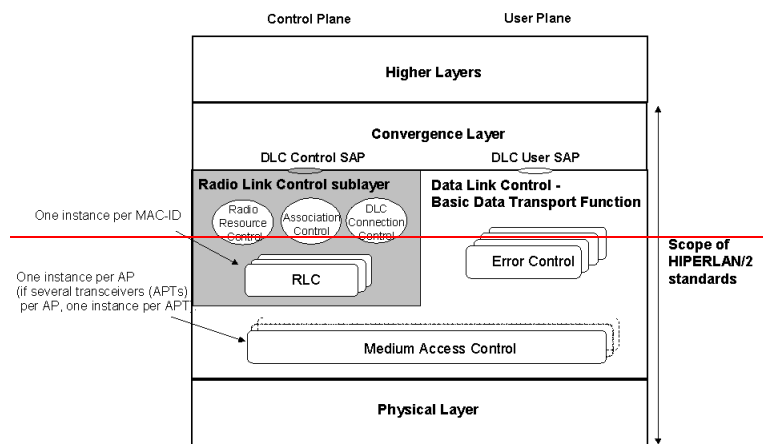 Control Plane
User Plane
Higher Layers
Convergence Layer
DLC Control SAP
DLC User SAP
Radio Link Control sublayer
Radio
Resource
Control
Association
Control
DLC
Connection
Control
Data Link Control -
Basic Data Transport Function
One instance per MAC-ID
Error Control
Scope of
HIPERLAN/2
standards
One instance per AP
(if several transceivers (APTs)
per AP, one instance per APT)
RLC
Medium Access Control
Physical Layer